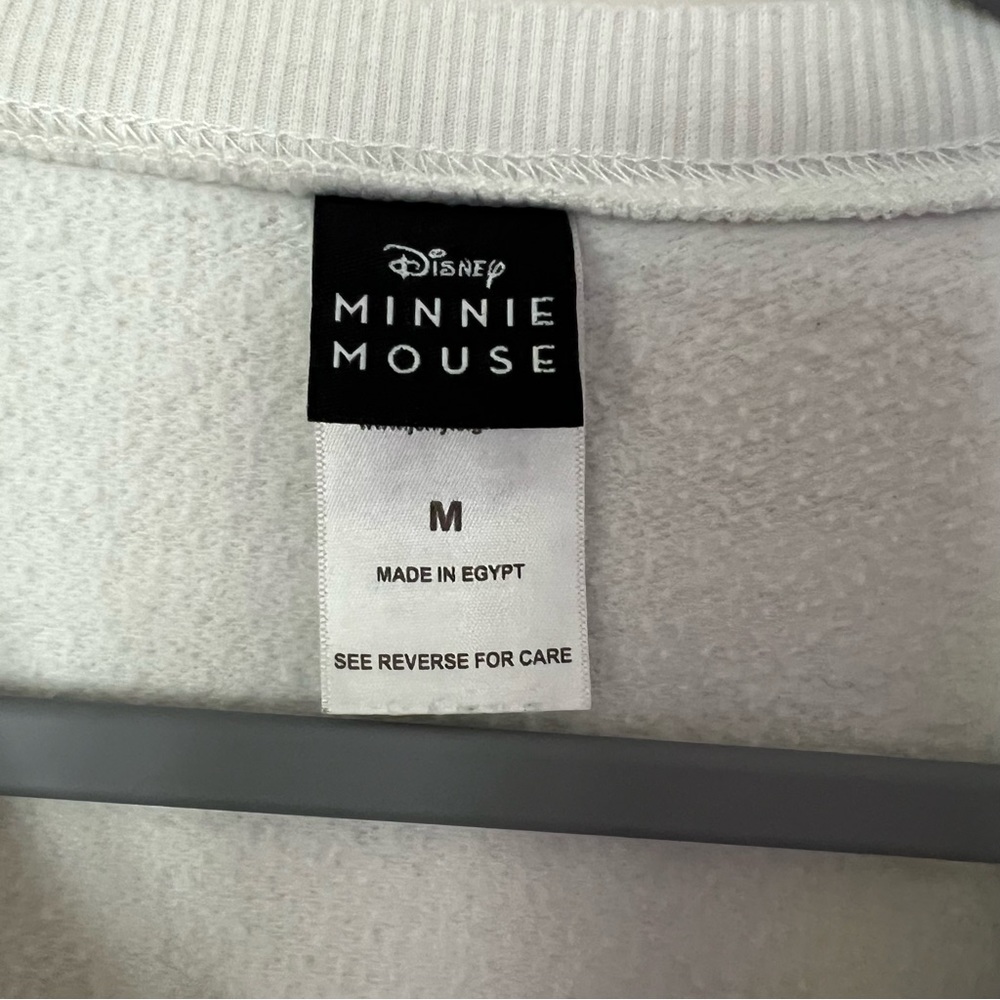 Disney
MINNIE
MOUSE
M
MADE IN EGYPT
SEE REVERSE FOR CARE